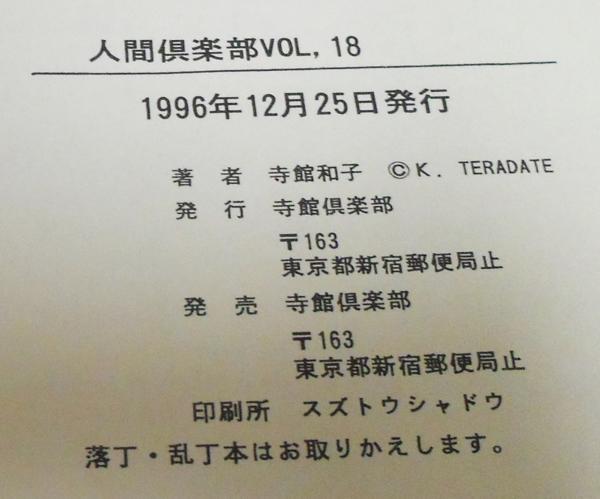 人間倶楽部VOL,18
1996年12月25日発行
著 者 寺館和子 ©K. TERADATE
発 行 寺館倶楽部
〒163
東京都新宿郵便局止
発 売 寺館倶楽部
〒163
東京都新宿郵便局止
印刷所 スズトウシャドウ
落丁・乱丁本はお取りかえします。